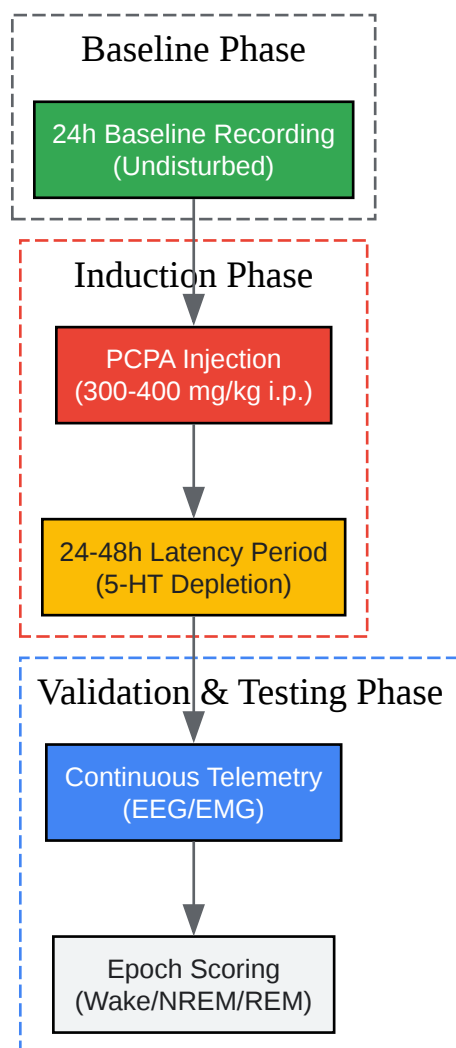 Baseline Phase
24h Baseline Recording
(Undisturbed)
Induction Phase
PCPA Injection
(300-400 mg/kg i.p.)
24-48h Latency Period
(5-HT Depletion)
Validation & Testing Phase
Continuous Telemetry
(EEG/EMG)
Epoch Scoring
(Wake/NREM/REM)